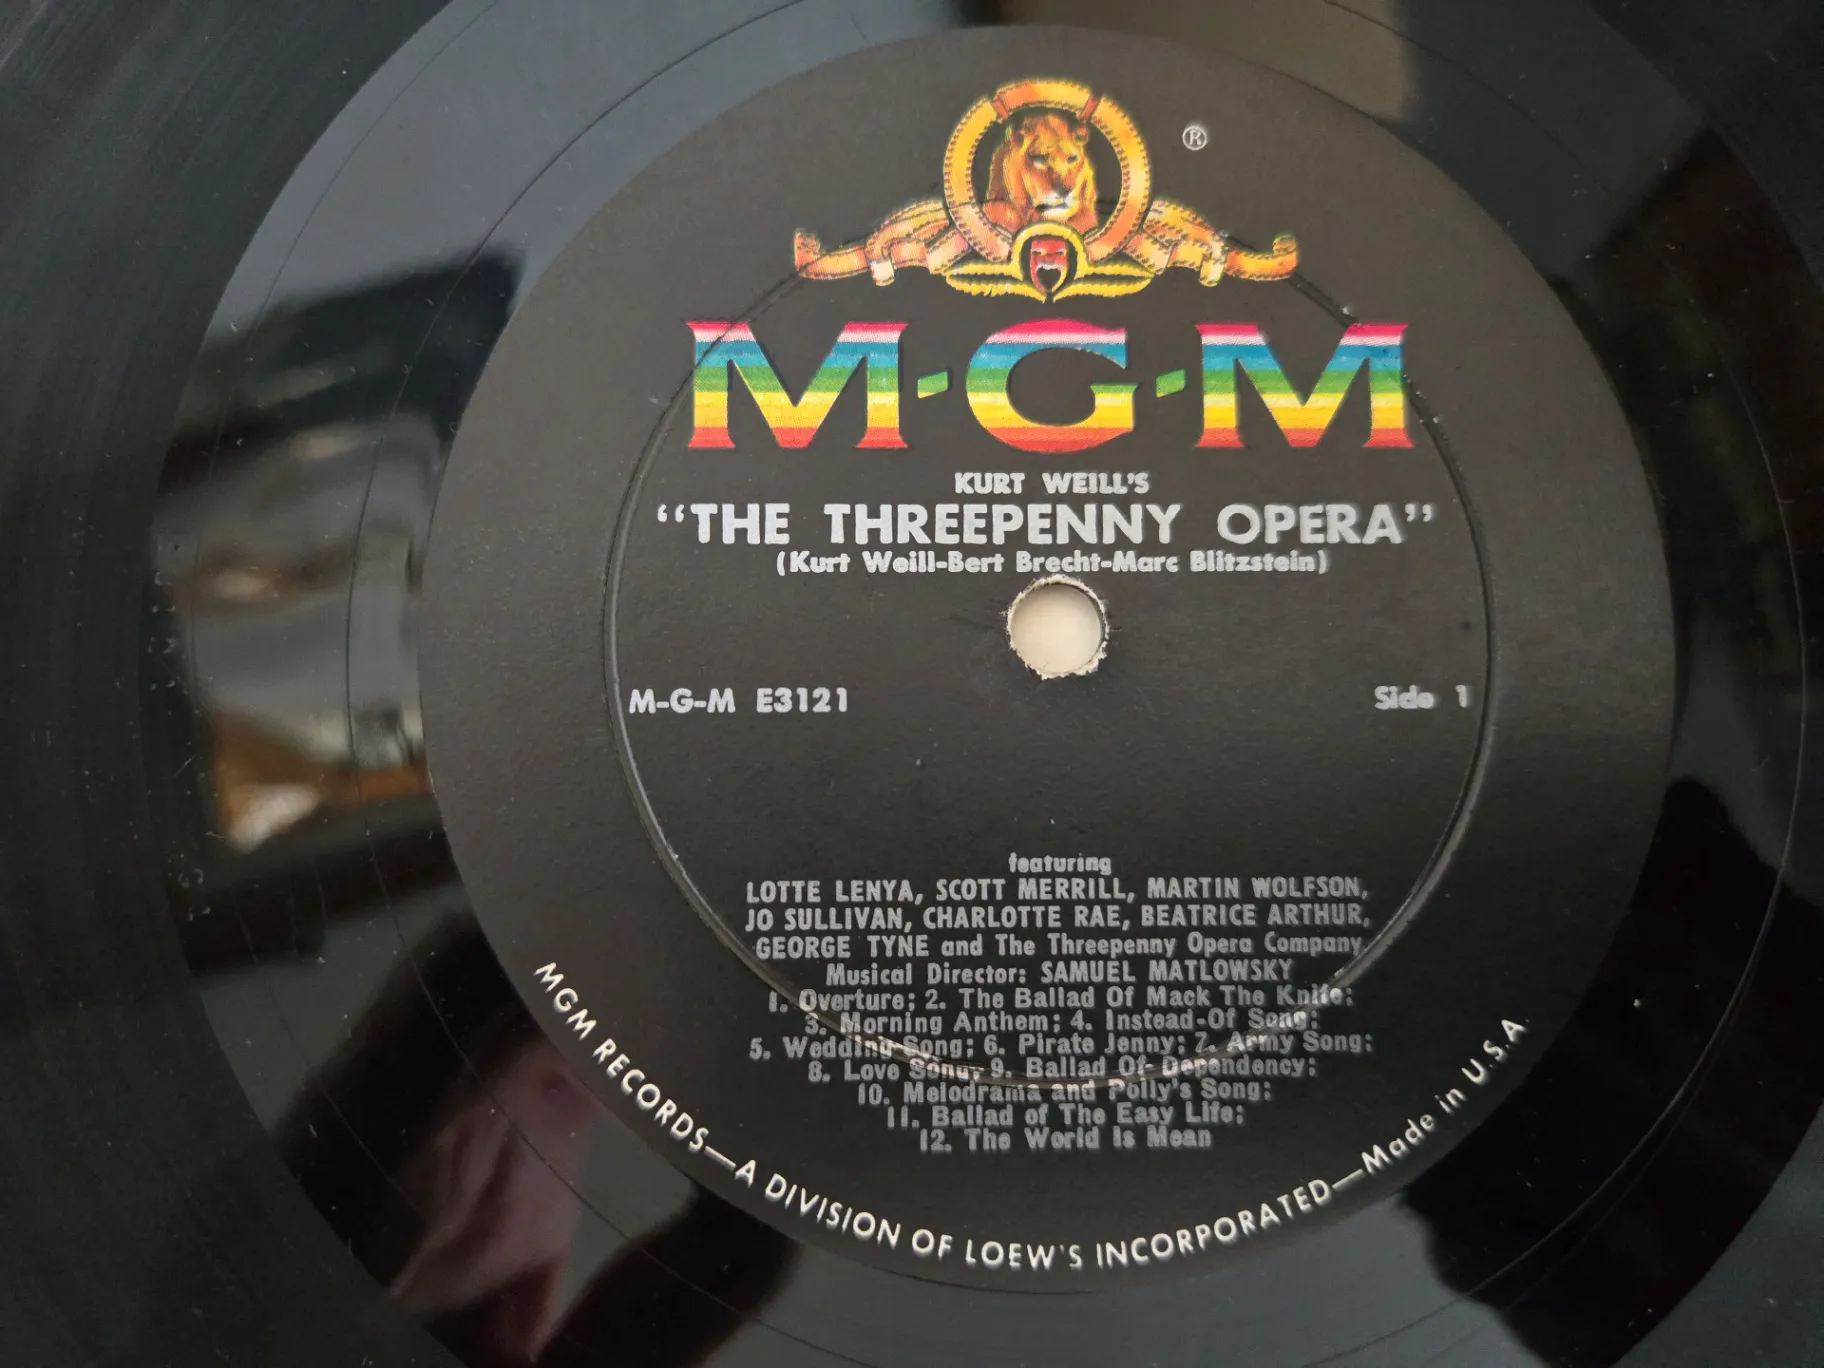 ®
M-G-M
KURT WEILL'S
"THE THREEPENNY OPERA"
(Kurt Weill-Bert Brecht-Marc Blitzstein)
M-G-M E3121
Side 1
featuring
LOTTE LENYA, SCOTT MERRILL, MARTIN WOLFSON,
JO SULLIVAN, CHARLOTTE RAE, BEATRICE ARTHUR,
GEORGE TYNE and The Threepenny Opera Company
Musical Director: SAMUEL MATLOWSKY
1. Overture; 2. The Ballad Of Mack The Knife;
3. Morning Anthem; 4. Instead-Of Song;
5. Wedding Song; 6. Pirate Jenny; 7. Army Song;
8. Love Song; 9. Ballad Of Dependency;
10. Melodrama and Polly's Song;
11. Ballad of The Easy Life;
12. The World Is Mean
MGM RECORDS—A DIVISION OF LOEW'S INCORPORATED—Made in U.S.A